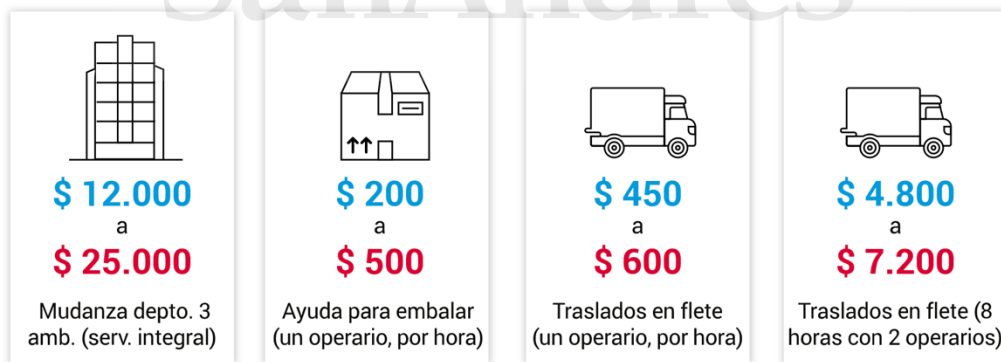 SanAndrés
$ 12.000
a
$ 25.000
Mudanza depto. 3
amb. (serv. integral)
$ 200
a
$ 500
Ayuda para embalar
(un operario, por hora)
$ 450
a
$ 600
Traslados en flete
(un operario, por hora)
$ 4.800
a
$ 7.200
Traslados en flete (8
horas con 2 operarios)